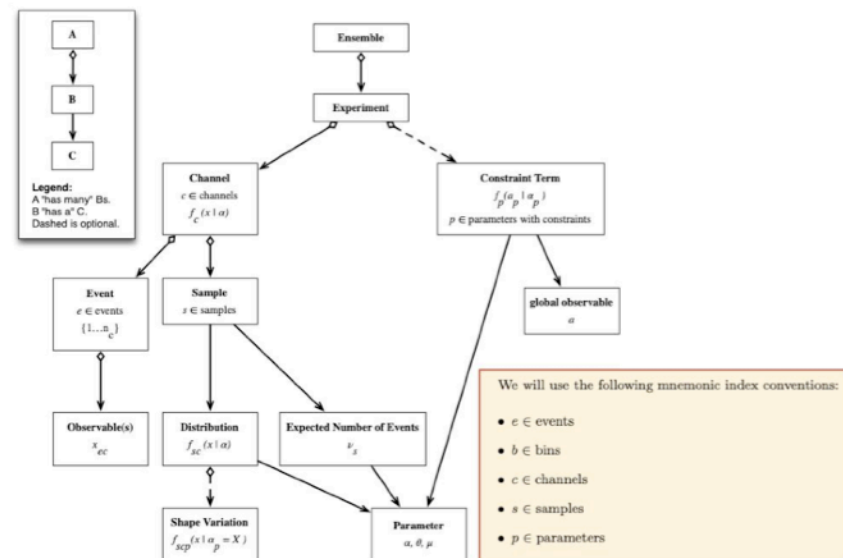 A
B
C
Legend:
A "has many" Bs.
B "has a" C.
Dashed is optional.
Ensemble
Experiment
Channel
c ∈ channels
f_c (x | α)
Constraint Term
f_p (a_p | α_p)
p ∈ parameters with constraints
Event
e ∈ events
{1...n_c}
Sample
s ∈ samples
global observable
a
Observable(s)
x_ec
Distribution
f_sc (x | α)
Expected Number of Events
ν_s
Shape Variation
f_scp (x | α_p = X )
Parameter
α, θ, μ
We will use the following mnemonic index conventions:
• e ∈ events
• b ∈ bins
• c ∈ channels
• s ∈ samples
• p ∈ parameters